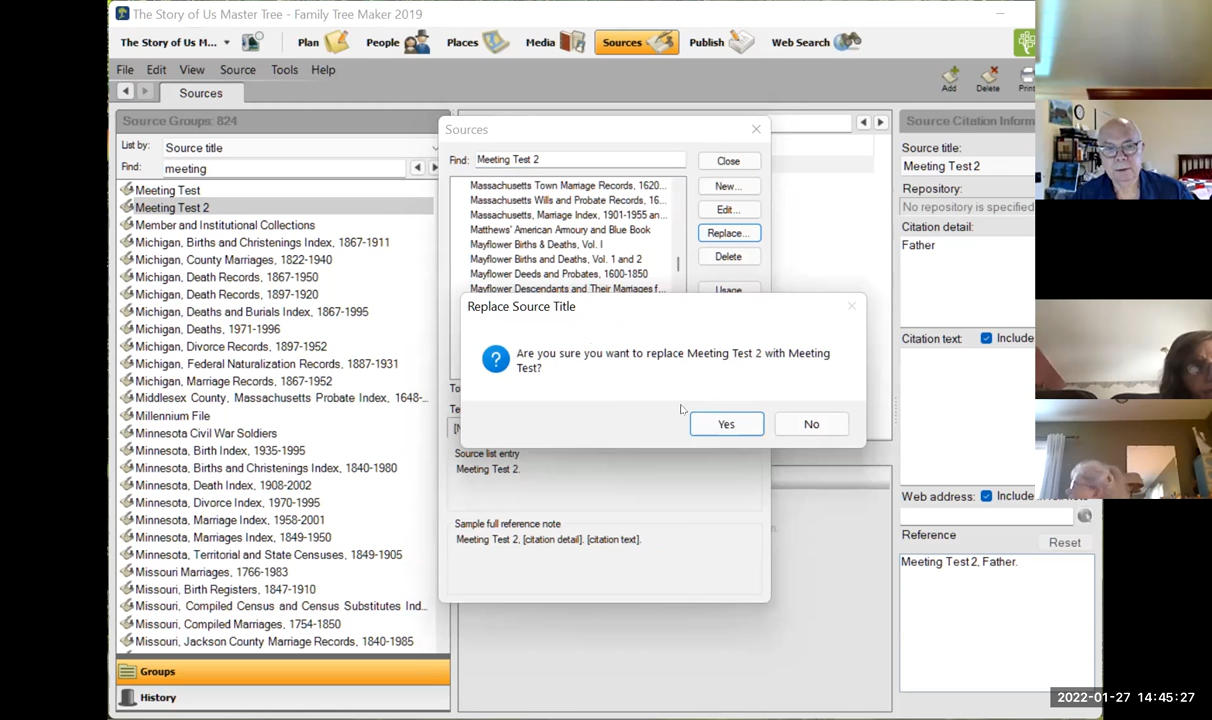 The Story of Us Master Tree - Family Tree Maker 2019
The Story of Us M...
Plan
People
Places
Media
Sources
Publish
Web Search
File Edit View Source Tools Help
Add
Delete
Sources
Source Groups: 824
List by: Source title
Find: meeting
Meeting Test
Meeting Test 2
Member and Institutional Collections
Michigan, Births and Christenings Index, 1867-1911
Michigan, County Marriages, 1822-1940
Michigan, Death Records, 1867-1950
Michigan, Death Records, 1897-1920
Michigan, Deaths and Burials Index, 1867-1995
Michigan, Deaths, 1971-1996
Michigan, Divorce Records, 1897-1952
Michigan, Federal Naturalization Records, 1887-1931
Michigan, Marriage Records, 1867-1952
Middlesex County, Massachusetts Probate Index, 1648-...
Millennium File
Minnesota Civil War Soldiers
Minnesota, Birth Index, 1935-1995
Minnesota, Births and Christenings Index, 1840-1980
Minnesota, Death Index, 1908-2002
Minnesota, Divorce Index, 1970-1995
Minnesota, Marriage Index, 1958-2001
Minnesota, Marriages Index, 1849-1950
Minnesota, Territorial and State Censuses, 1849-1905
Missouri Marriages, 1766-1983
Missouri, Birth Registers, 1847-1910
Missouri, Compiled Census and Census Substitutes Ind...
Missouri, Compiled Marriages, 1754-1850
Missouri, Jackson County Marriage Records, 1840-1985
Groups
History
Sources
Find: Meeting Test 2
Massachusetts Town Marriage Records, 1620...
Massachusetts Wills and Probate Records, 16...
Massachusetts, Marriage Index, 1901-1955 an...
Matthews' American Armoury and Blue Book
Mayflower Births & Deaths, Vol. I
Mayflower Births and Deaths, Vol. 1 and 2
Mayflower Deeds and Probates, 1600-1850
Mayflower Descendants and Their Marriages f...
Close
New...
Edit...
Replace...
Delete
Usage
Replace Source Title
Are you sure you want to replace Meeting Test 2 with Meeting
Test?
Yes
No
Source list entry
Meeting Test 2.
Sample full reference note
Meeting Test 2, [citation detail]. [citation text].
Source Citation Inform
Source title:
Meeting Test 2
Repository:
No repository is specified
Citation detail:
Father
Citation text:
Include
Web address:
Include
Reference
Reset
Meeting Test 2, Father.
2022-01-27 14:45:27